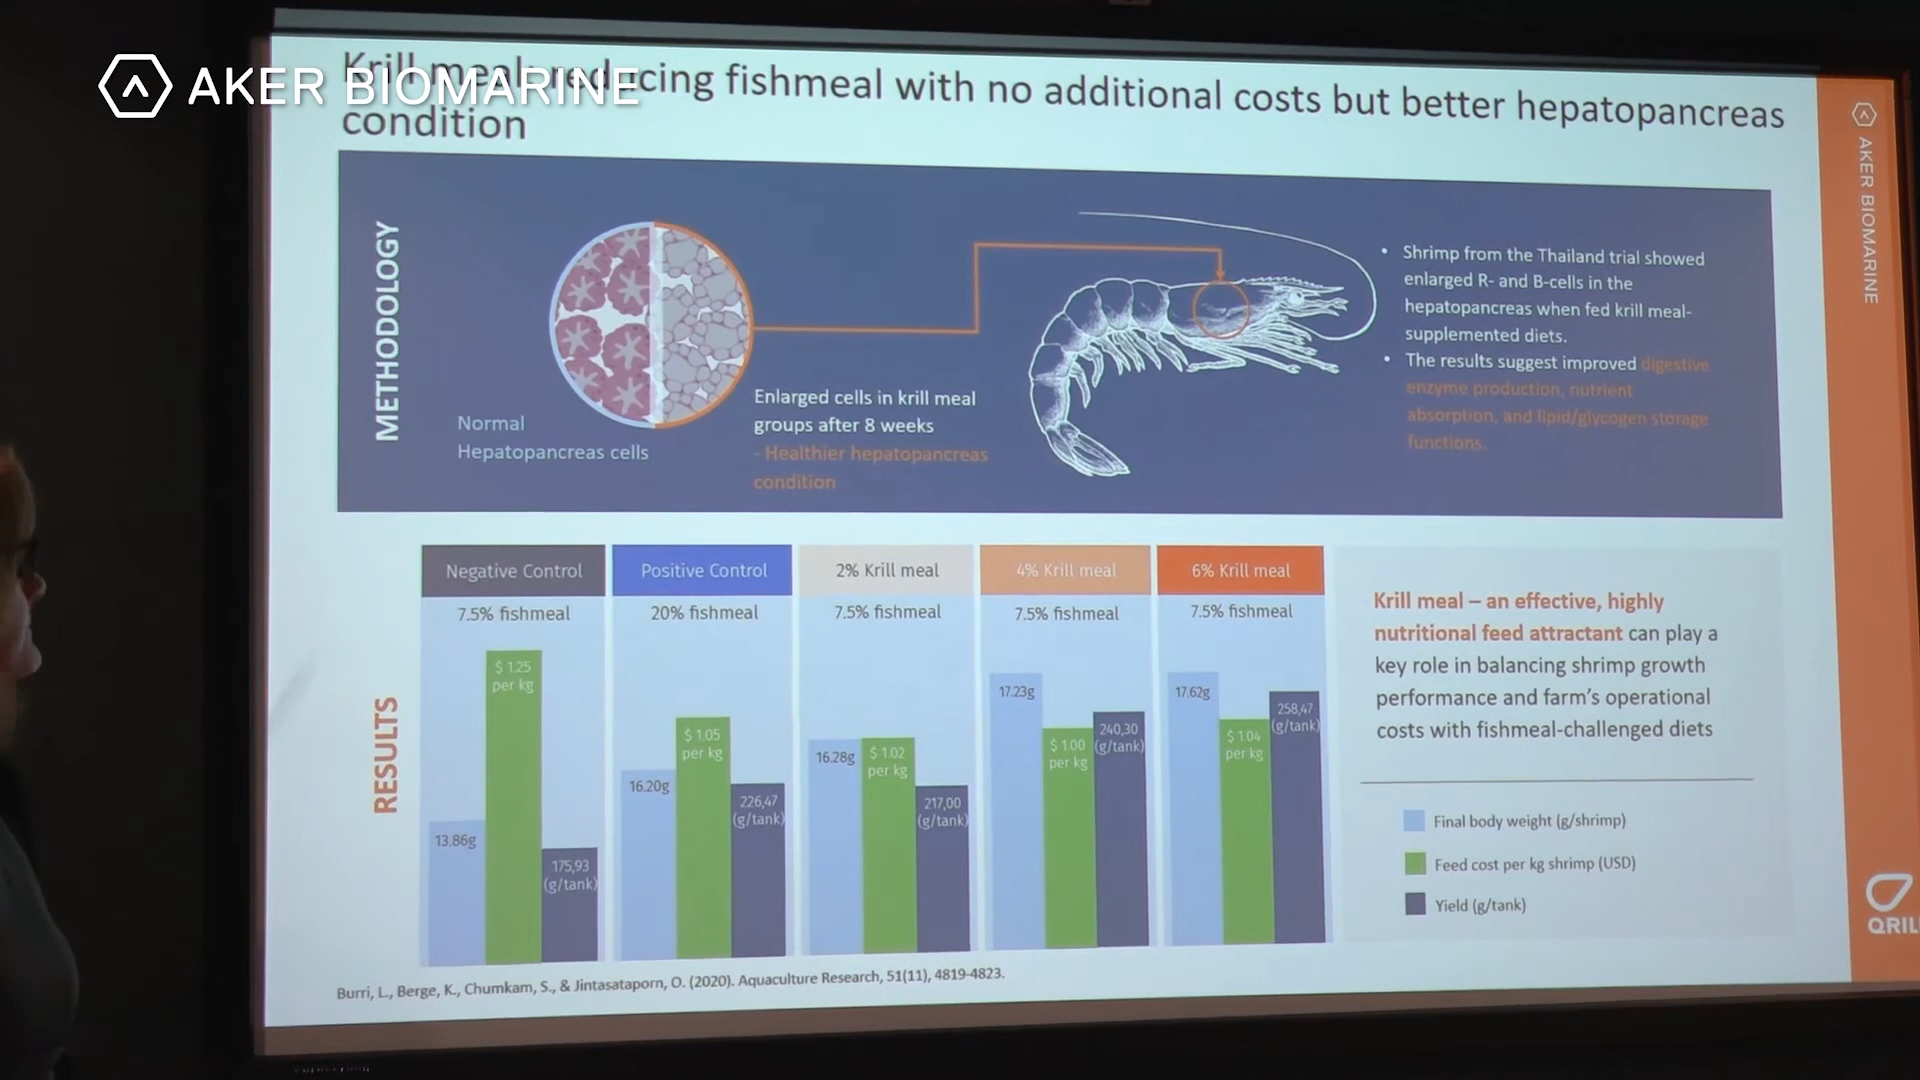 AKER BIOMARINE
Krill meal reducing fishmeal with no additional costs but better hepatopancreas
condition
AKER BIOMARINE
METHODOLOGY
Normal
Hepatopancreas cells
Enlarged cells in krill meal
groups after 8 weeks
- Healthier hepatopancreas
condition
• Shrimp from the Thailand trial showed
enlarged R- and B-cells in the
hepatopancreas when fed krill meal-
supplemented diets.
• The results suggest improved digestive
enzyme production, nutrient
absorption, and lipid/glycogen storage
functions.
RESULTS
Negative Control
7.5% fishmeal
13.86g
$ 1.25
per kg
175,93
(g/tank)
Positive Control
20% fishmeal
16.20g
$ 1.05
per kg
226,47
(g/tank)
2% Krill meal
7.5% fishmeal
16.28g
$ 1.02
per kg
217,00
(g/tank)
4% Krill meal
7.5% fishmeal
17.23g
$ 1.00
per kg
240,30
(g/tank)
6% Krill meal
7.5% fishmeal
17.62g
$ 1.04
per kg
258,47
(g/tank)
Krill meal – an effective, highly
nutritional feed attractant can play a
key role in balancing shrimp growth
performance and farm's operational
costs with fishmeal-challenged diets
Final body weight (g/shrimp)
Feed cost per kg shrimp (USD)
Yield (g/tank)
QRIL
Burri, L., Berge, K., Chumkam, S., & Jintasataporn, O. (2020). Aquaculture Research, 51(11), 4819-4823.